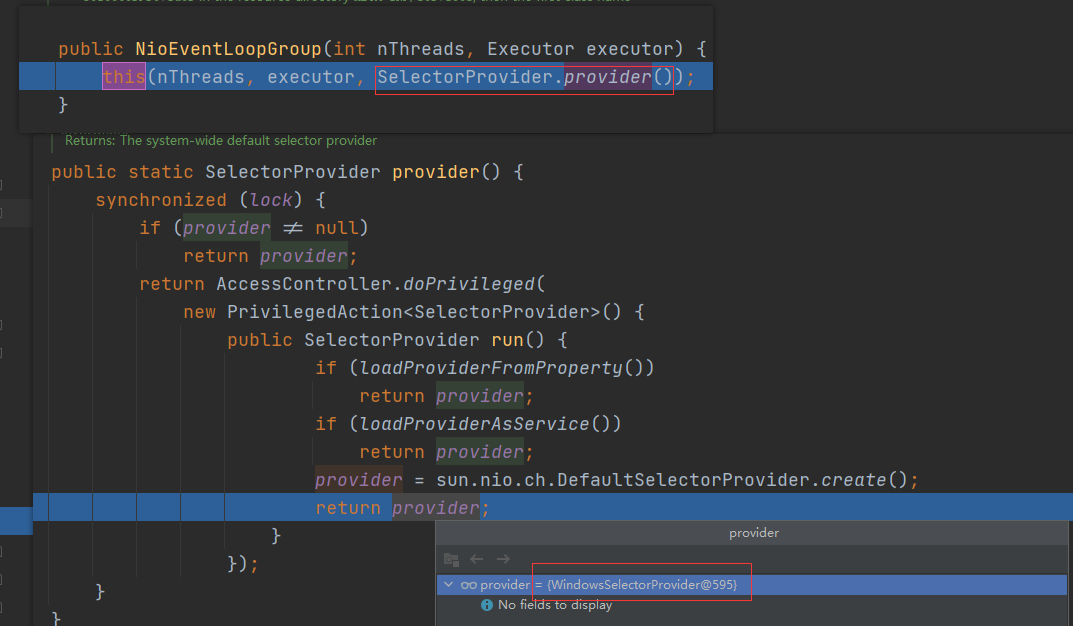 public NioEventLoopGroup(int nThreads, Executor executor) {
this(nThreads, executor, SelectorProvider.provider());
}
Returns: The system-wide default selector provider
public static SelectorProvider provider() {
synchronized (lock) {
if (provider ≠ null)
return provider;
return AccessController.doPrivileged(
new PrivilegedAction<SelectorProvider>() {
public SelectorProvider run() {
if (loadProviderFromProperty())
return provider;
if (loadProviderAsService())
return provider;
provider = sun.nio.ch.DefaultSelectorProvider.create();
return provider;
}
});
}
}
provider
provider = {WindowsSelectorProvider@595}
No fields to display